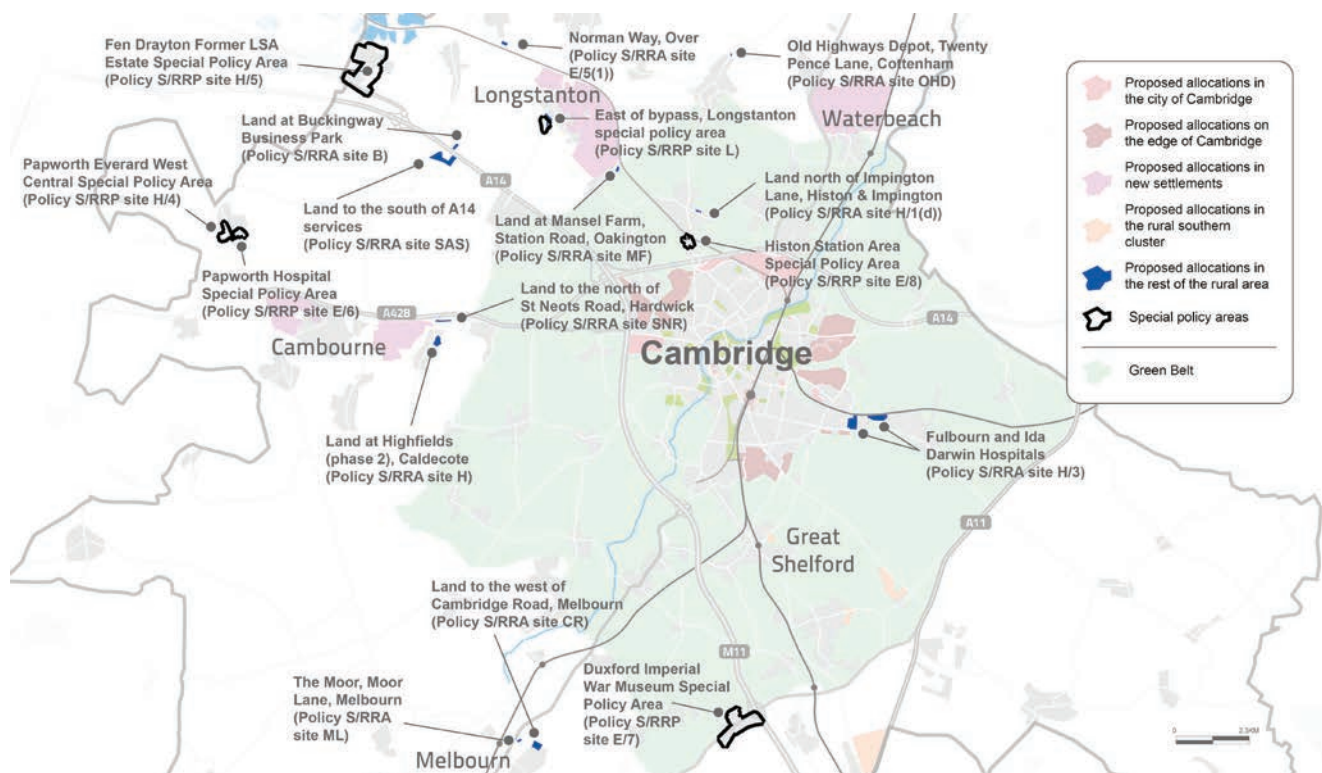 Fen Drayton Former LSA
Estate Special Policy Area
(Policy S/RRP site H/5)
Norman Way, Over
(Policy S/RRA site
E/5(1))
Old Highways Depot, Twenty
Pence Lane, Cottenham
(Policy S/RRA site OHD)
Longstanton
Waterbeach
Land at Buckingway
Business Park
(Policy S/RRA site B)
East of bypass, Longstanton
special policy area
(Policy S/RRP site L)
Papworth Everard West
Central Special Policy Area
(Policy S/RRP site H/4)
A14
Land to the south of A14
services
(Policy S/RRA site SAS)
Land at Mansel Farm,
Station Road, Oakington
(Policy S/RRA site MF)
Land north of Impington
Lane, Histon & Impington
(Policy S/RRA site H/1(d))
Histon Station Area
Special Policy Area
(Policy S/RRP site E/8)
Papworth Hospital
Special Policy Area
(Policy S/RRP site E/6)
Land to the north of
St Neots Road, Hardwick
(Policy S/RRA site SNR)
A428
A14
Cambourne
Cambridge
Land at Highfields
(phase 2), Caldecote
(Policy S/RRA site H)
Fulbourn and Ida
Darwin Hospitals
(Policy S/RRA site H/3)
A11
Great
Shelford
Land to the west of
Cambridge Road, Melbourn
(Policy S/RRA site CR)
M11
The Moor, Moor
Lane, Melbourn
(Policy S/RRA
site ML)
Duxford Imperial
War Museum Special
Policy Area
(Policy S/RRP
site E/7)
Melbourn
Proposed allocations in
the city of Cambridge
Proposed allocations on
the edge of Cambridge
Proposed allocations in
new settlements
Proposed allocations in
the rural southern
cluster
Proposed allocations in
the rest of the rural area
Special policy areas
Green Belt
0